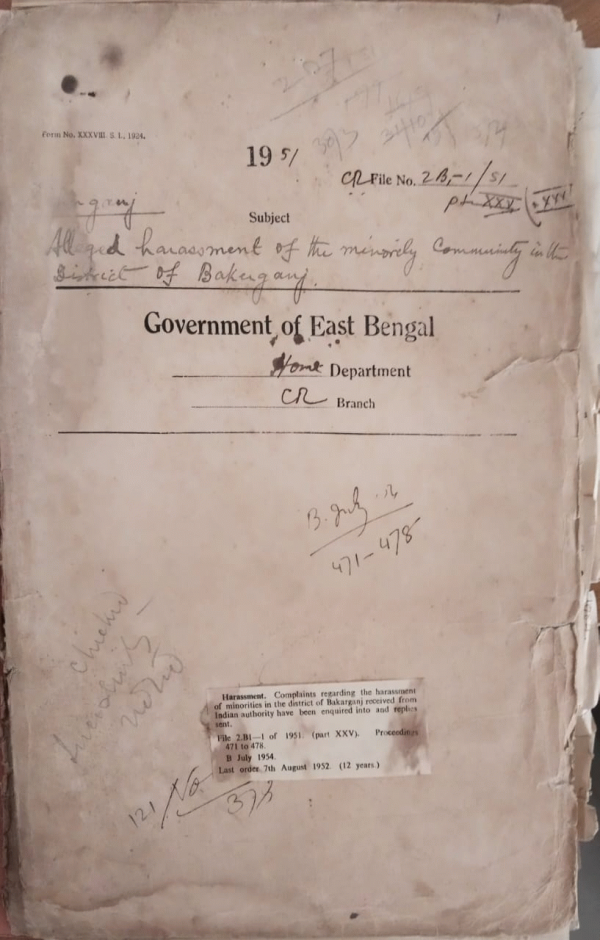 Form No. XXXVIII. S. I., 1934.
1951
CR File No. 2B,-1/51
pt XXX
Subject
Alleged harassment of the minority Community in the
District of Bakerganj.
Government of East Bengal
Home Department
CR Branch
B. July
471-478
Harassment. Complaints regarding the harassment
of minorities in the district of Bakarganj received from
Indian authority have been enquired into and replies
sent.
File 2.B1—1 of 1951. (part XXV). Proceedings
471 to 478.
B July 1954.
Last order 7th August 1952. (12 years.)
121/No